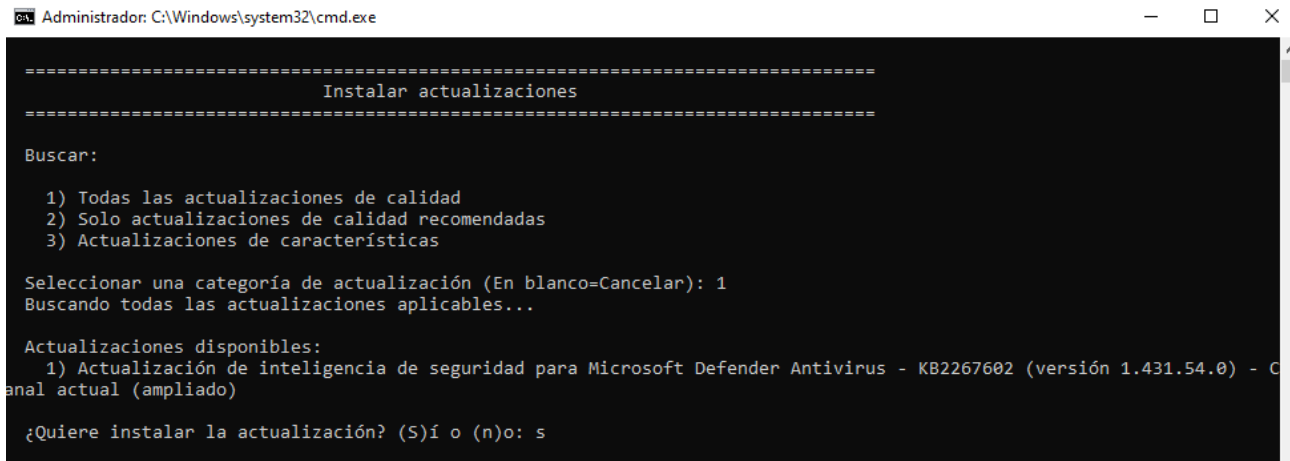 Administrador: C:\Windows\system32\cmd.exe
================================================================================
Instalar actualizaciones
================================================================================
Buscar:
1) Todas las actualizaciones de calidad
2) Solo actualizaciones de calidad recomendadas
3) Actualizaciones de características
Seleccionar una categoría de actualización (En blanco=Cancelar): 1
Buscando todas las actualizaciones aplicables...
Actualizaciones disponibles:
1) Actualización de inteligencia de seguridad para Microsoft Defender Antivirus - KB2267602 (versión 1.431.54.0) - C
anal actual (ampliado)
¿Quiere instalar la actualización? (S)í o (n)o: s